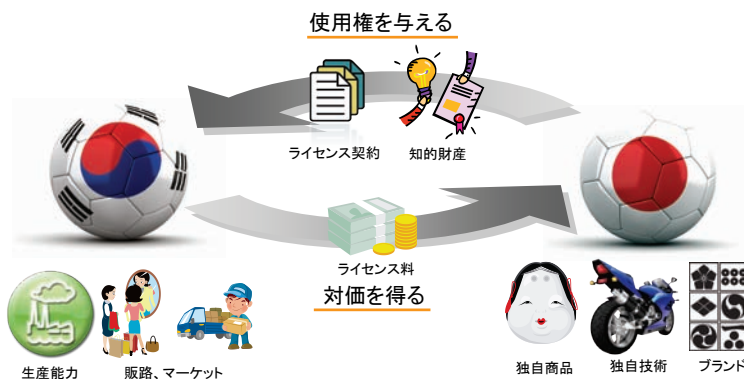 使用権を与える
ライセンス契約
知的財産
ライセンス料
対価を得る
生産能力
販路、マーケット
独自商品
独自技術
ブランド